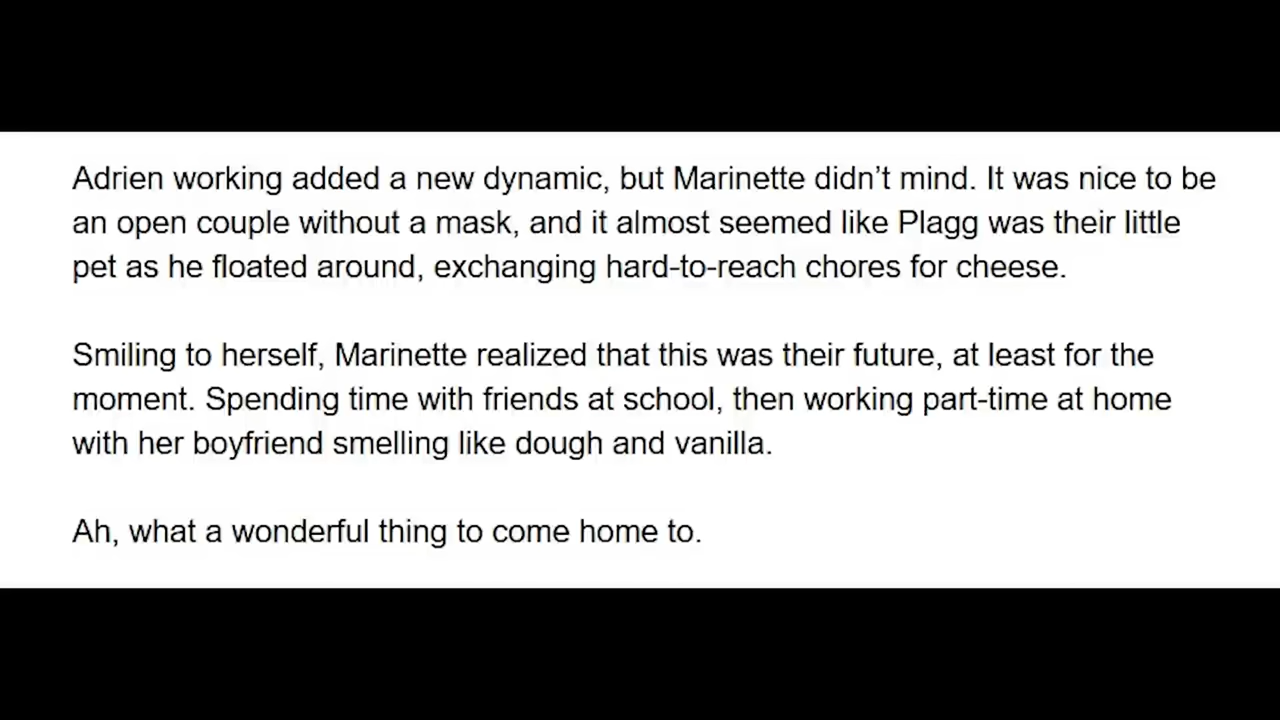 Adrien working added a new dynamic, but Marinette didn’t mind. It was nice to be
an open couple without a mask, and it almost seemed like Plagg was their little
pet as he floated around, exchanging hard-to-reach chores for cheese.
Smiling to herself, Marinette realized that this was their future, at least for the
moment. Spending time with friends at school, then working part-time at home
with her boyfriend smelling like dough and vanilla.
Ah, what a wonderful thing to come home to.